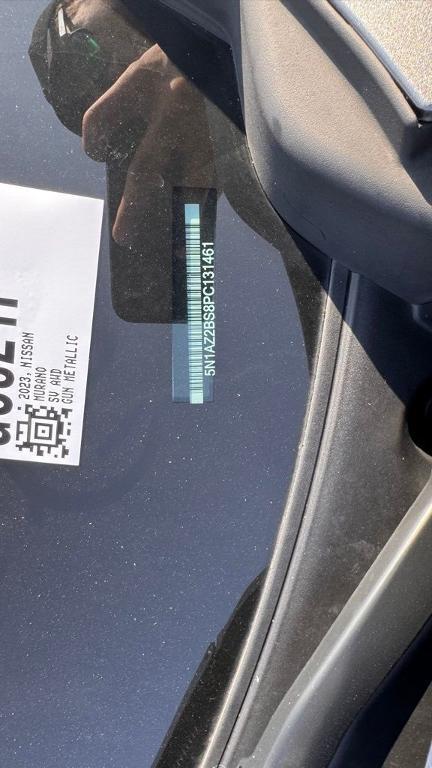 2023, NISSAN
MURANO
SV AWD
GUN METALLIC
5N1AZ2BS8PC131461